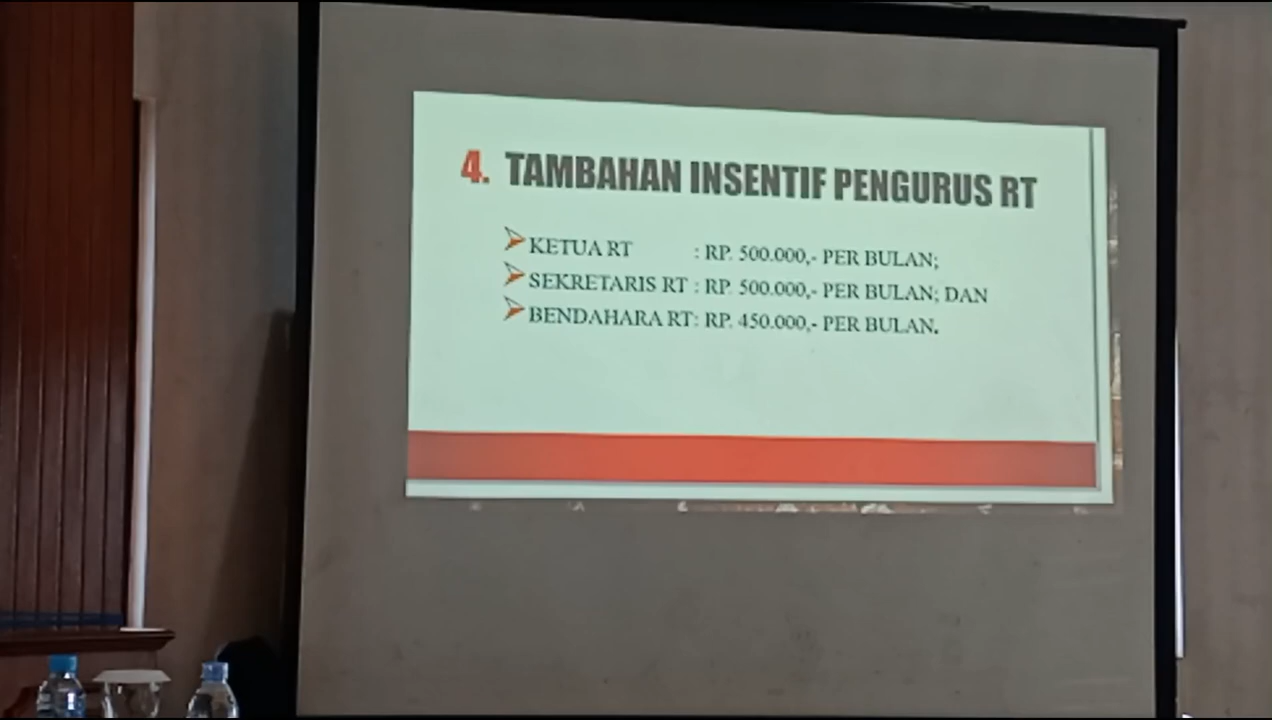 4. TAMBAHAN INSENTIF PENGURUS RT
KETUA RT : RP. 500.000,- PER BULAN;
SEKRETARIS RT : RP. 500.000,- PER BULAN; DAN
BENDAHARA RT: RP. 450.000,- PER BULAN.